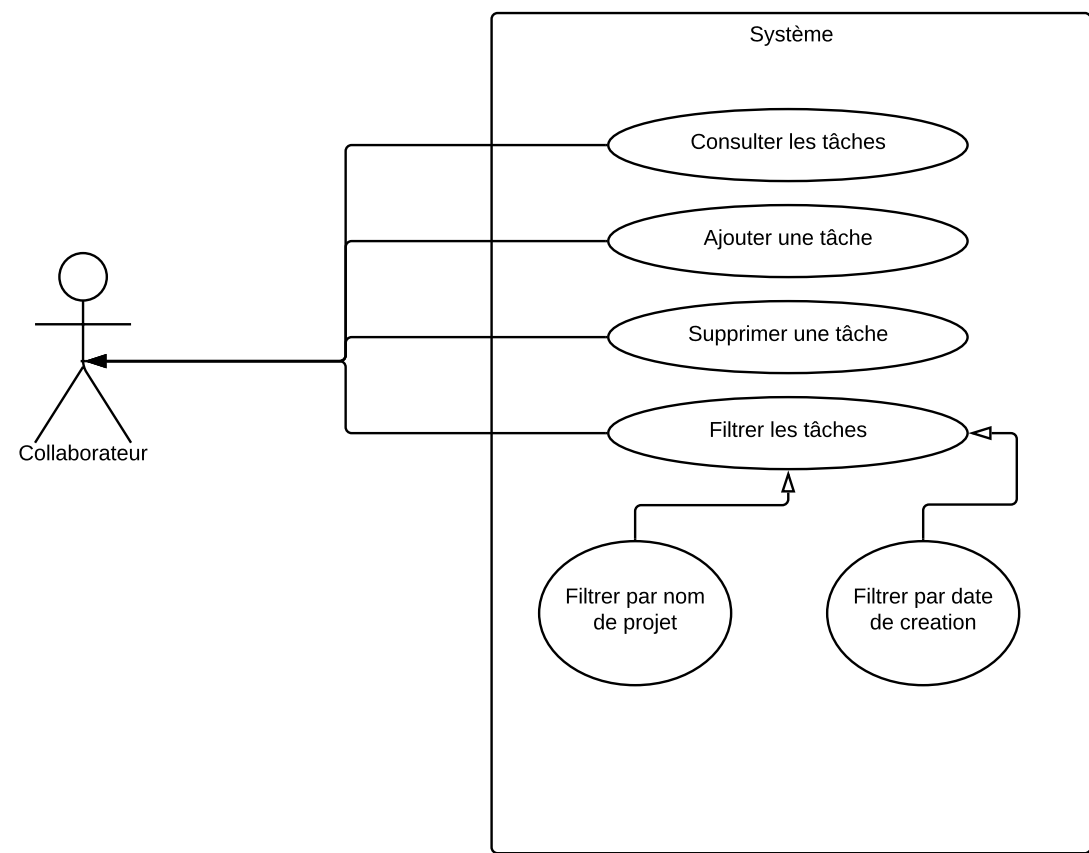 Système
Consulter les tâches
Ajouter une tâche
Supprimer une tâche
Filtrer les tâches
Collaborateur
Filtrer par nom
de projet
Filtrer par date
de creation